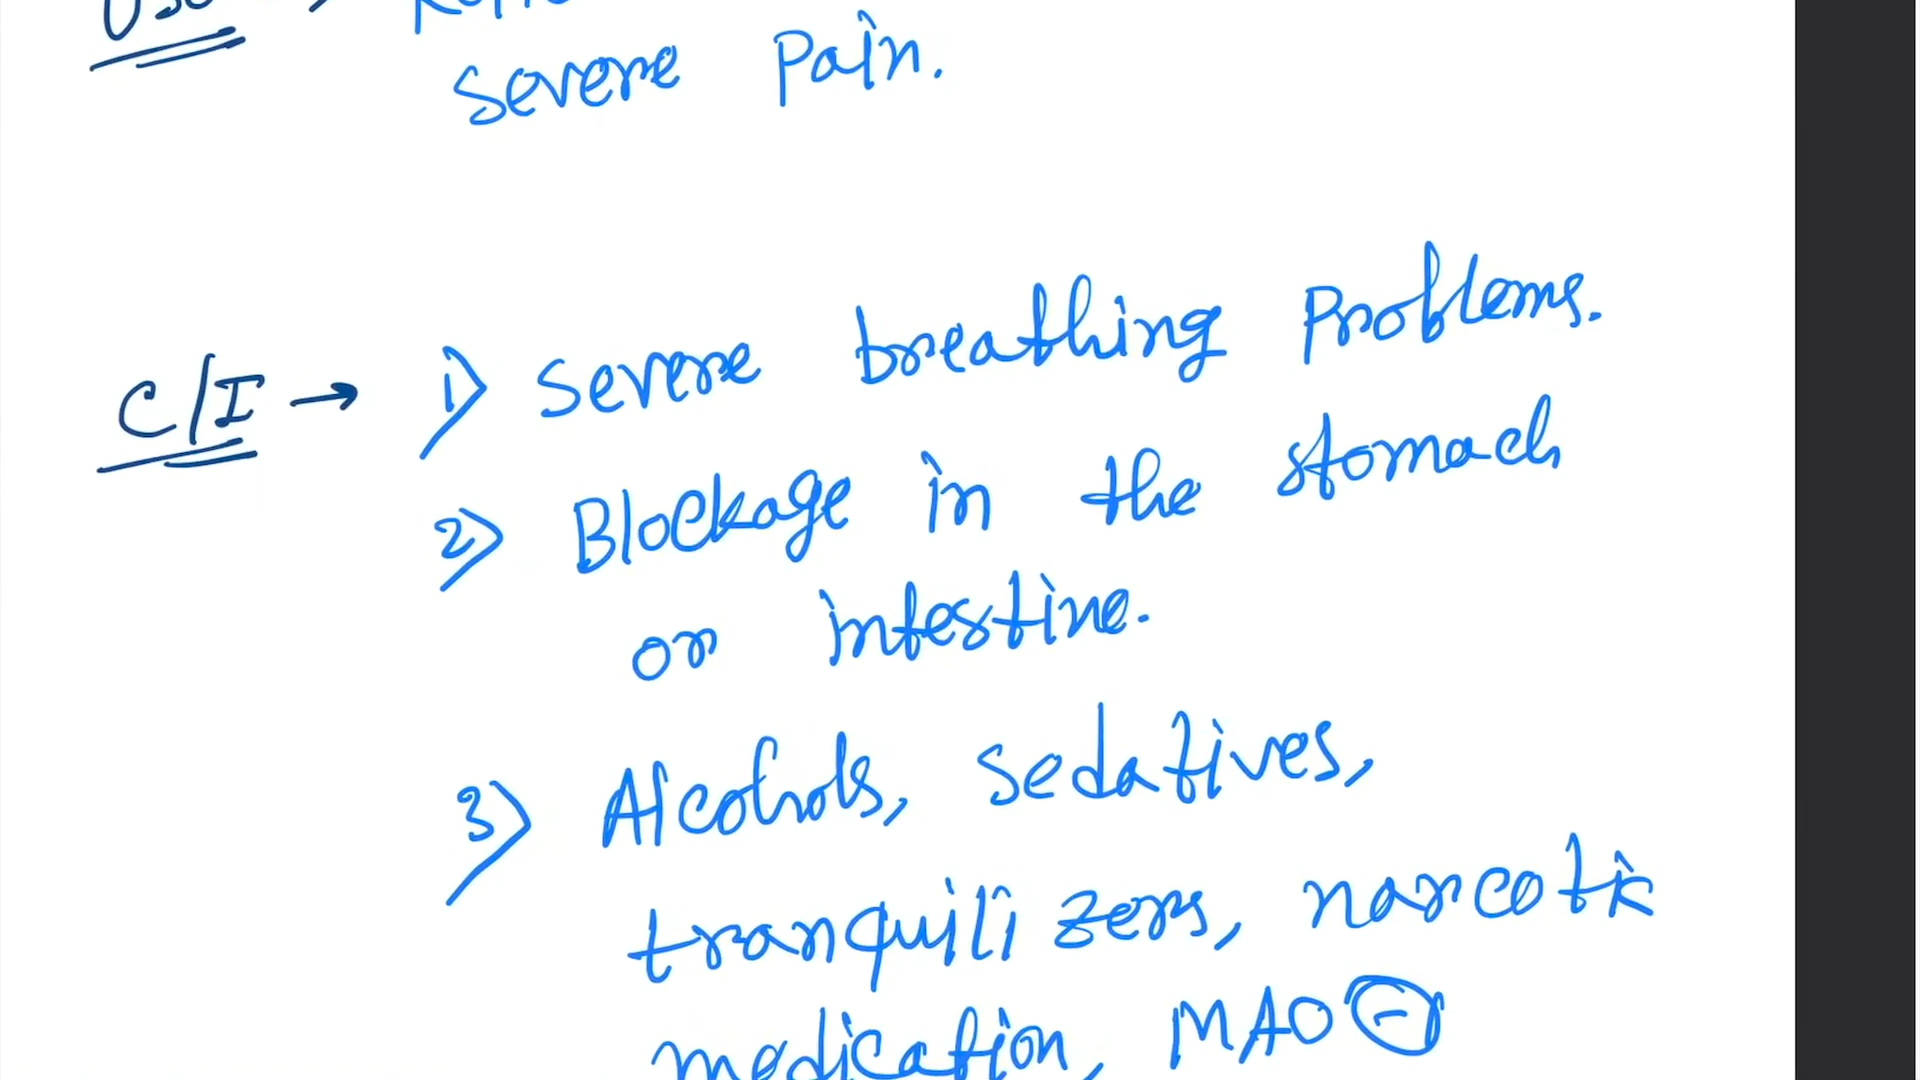 severe Pain.
C/I → 1) Severe breathing Problems.
2) Blockage in the stomach
or intestine.
3) Alcohols, sedatives,
tranquilizers, narcotic
medication, MAO ⊖